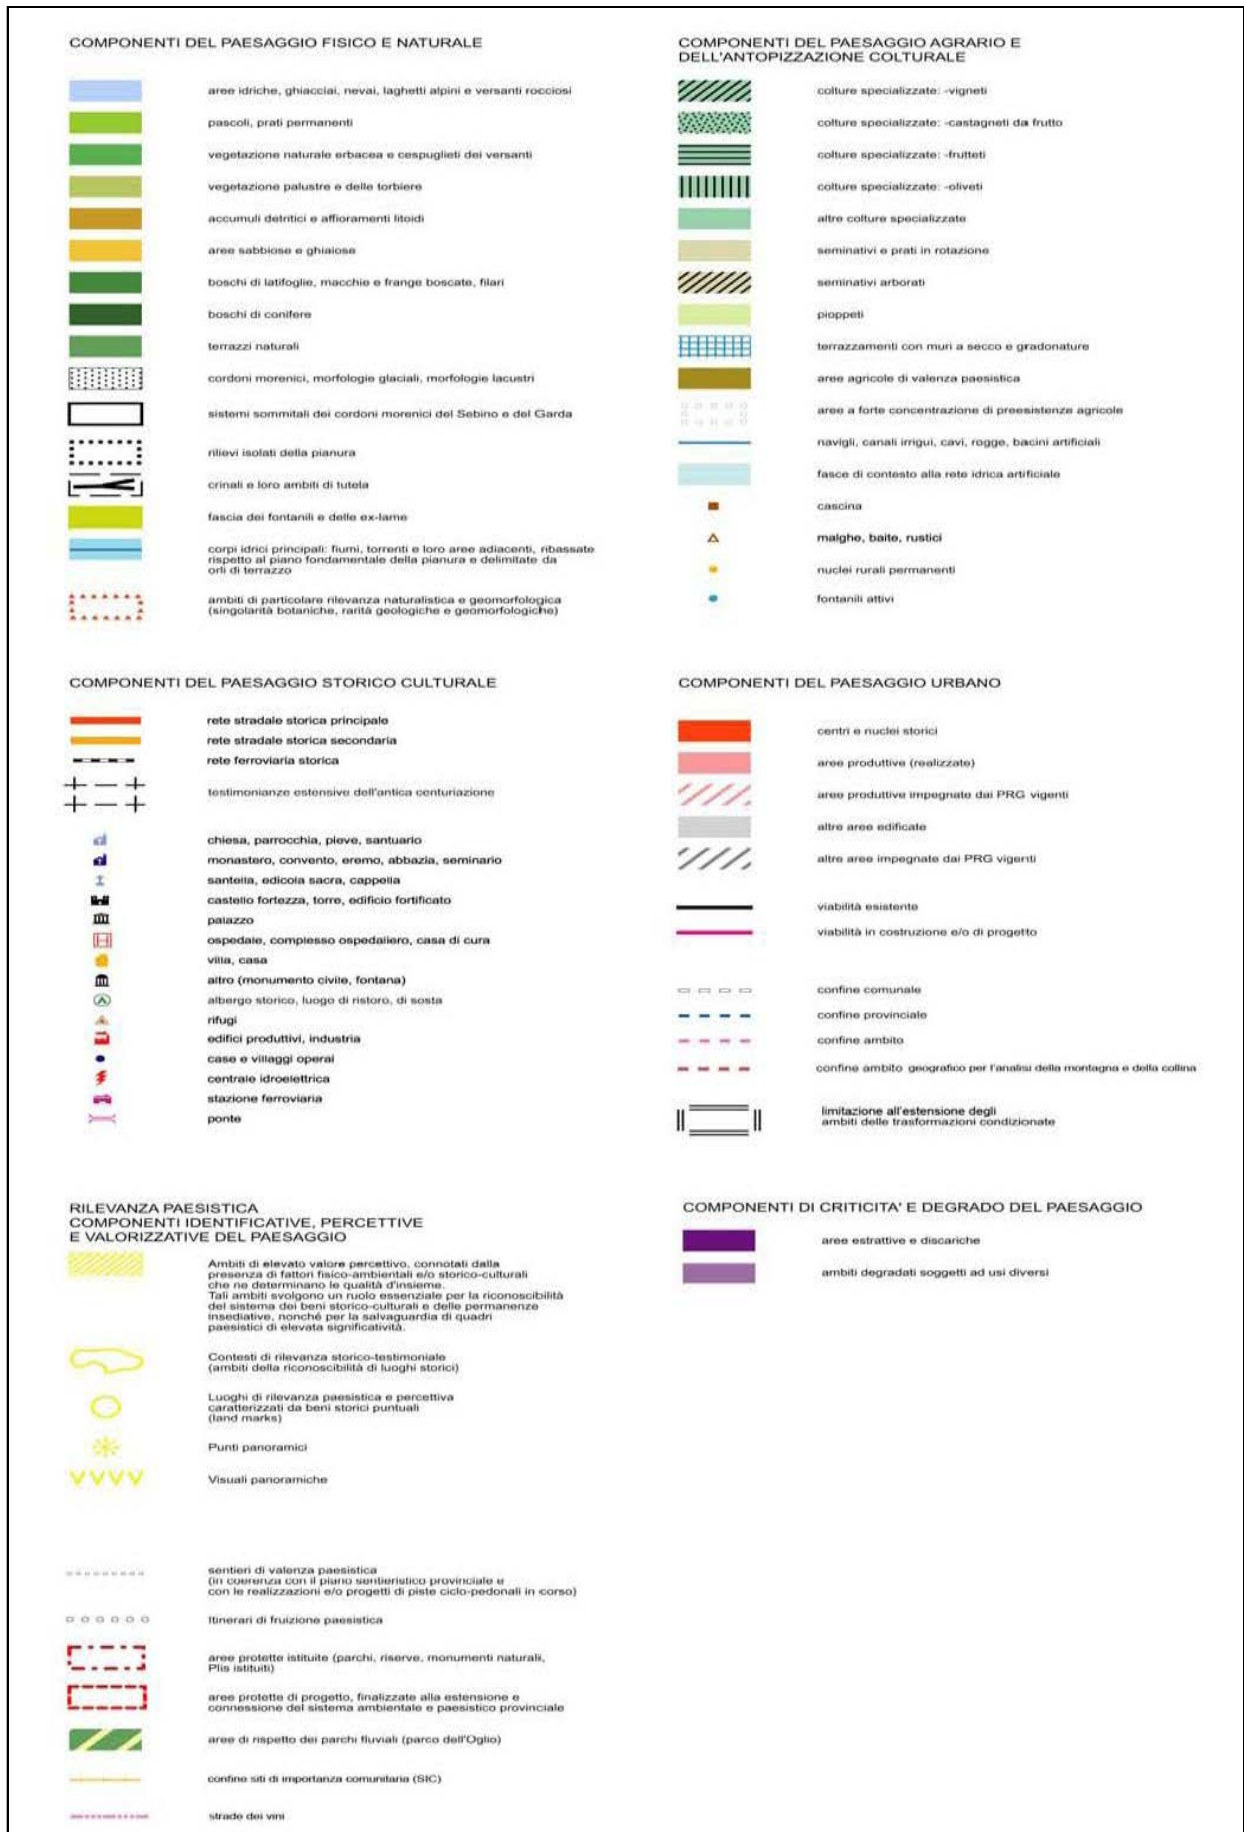 COMPONENTI DEL PAESAGGIO FISICO E NATURALE
aree idriche, ghiacciai, nevai, laghetti alpini e versanti rocciosi
pascoli, prati permanenti
vegetazione naturale erbacea e cespuglieti dei versanti
vegetazione palustre e delle torbiere
accumuli detritici e affioramenti litoidi
aree sabbiose e ghiaiose
boschi di latifoglie, macchie e frange boscate, filari
boschi di conifere
terrazzi naturali
cordoni morenici, morfologie glaciali, morfologie lacustri
sistemi sommitali dei cordoni morenici del Sebino e del Garda
rilievi isolati della pianura
crinali e loro ambiti di tutela
fascia dei fontanili e delle ex-lame
corpi idrici principali: fiumi, torrenti e loro aree adiacenti, ribassate
rispetto al piano fondamentale della pianura e delimitate da
orli di terrazzo
ambiti di particolare rilevanza naturalistica e geomorfologica
(singolarità botaniche, rarità geologiche e geomorfologiche)
COMPONENTI DEL PAESAGGIO AGRARIO E
DELL'ANTOPIZZAZIONE COLTURALE
colture specializzate: -vigneti
colture specializzate: -castagneti da frutto
colture specializzate: -frutteti
colture specializzate: -oliveti
altre colture specializzate
seminativi e prati in rotazione
seminativi arborati
pioppeti
terrazzamenti con muri a secco e gradonature
aree agricole di valenza paesistica
aree a forte concentrazione di preesistenze agricole
navigli, canali irrigui, cavi, rogge, bacini artificiali
fasce di contesto alla rete idrica artificiale
cascina
malghe, baite, rustici
nuclei rurali permanenti
fontanili attivi
COMPONENTI DEL PAESAGGIO STORICO CULTURALE
rete stradale storica principale
rete stradale storica secondaria
rete ferroviaria storica
testimonianze estensive dell'antica centuriazione
chiesa, parrocchia, pieve, santuario
monastero, convento, eremo, abbazia, seminario
santella, edicola sacra, cappella
castello fortezza, torre, edificio fortificato
palazzo
ospedale, complesso ospedaliero, casa di cura
villa, casa
altro (monumento civile, fontana)
albergo storico, luogo di ristoro, di sosta
rifugi
edifici produttivi, industria
case e villaggi operai
centrale idroelettrica
stazione ferroviaria
ponte
COMPONENTI DEL PAESAGGIO URBANO
centri e nuclei storici
aree produttive (realizzate)
aree produttive impegnate dai PRG vigenti
altre aree edificate
altre aree impegnate dai PRG vigenti
viabilità esistente
viabilità in costruzione e/o di progetto
confine comunale
confine provinciale
confine ambito
confine ambito geografico per l'analisi della montagna e della collina
limitazione all'estensione degli
ambiti delle trasformazioni condizionate
RILEVANZA PAESISTICA
COMPONENTI IDENTIFICATIVE, PERCETTIVE
E VALORIZZATIVE DEL PAESAGGIO
Ambiti di elevato valore percettivo, connotati dalla
presenza di fattori fisico-ambientali e/o storico-culturali
che ne determinano le qualità d'insieme.
Tali ambiti svolgono un ruolo essenziale per la riconoscibilità
del sistema dei beni storico-culturali e delle permanenze
insediative, nonché per la salvaguardia di quadri
paesistici di elevata significatività.
Contesti di rilevanza storico-testimoniale
(ambiti della riconoscibilità di luoghi storici)
Luoghi di rilevanza paesistica e percettiva
caratterizzati da beni storici puntuali
(land marks)
Punti panoramici
Visuali panoramiche
sentieri di valenza paesistica
(in coerenza con il piano sentieristico provinciale e
con le realizzazioni e/o progetti di piste ciclo-pedonali in corso)
Itinerari di fruizione paesistica
aree protette istituite (parchi, riserve, monumenti naturali,
Plis istituiti)
aree protette di progetto, finalizzate alla estensione e
connessione del sistema ambientale e paesistico provinciale
aree di rispetto dei parchi fluviali (parco dell'Oglio)
confine siti di importanza comunitaria (SIC)
strade dei vini
COMPONENTI DI CRITICITA' E DEGRADO DEL PAESAGGIO
aree estrattive e discariche
ambiti degradati soggetti ad usi diversi